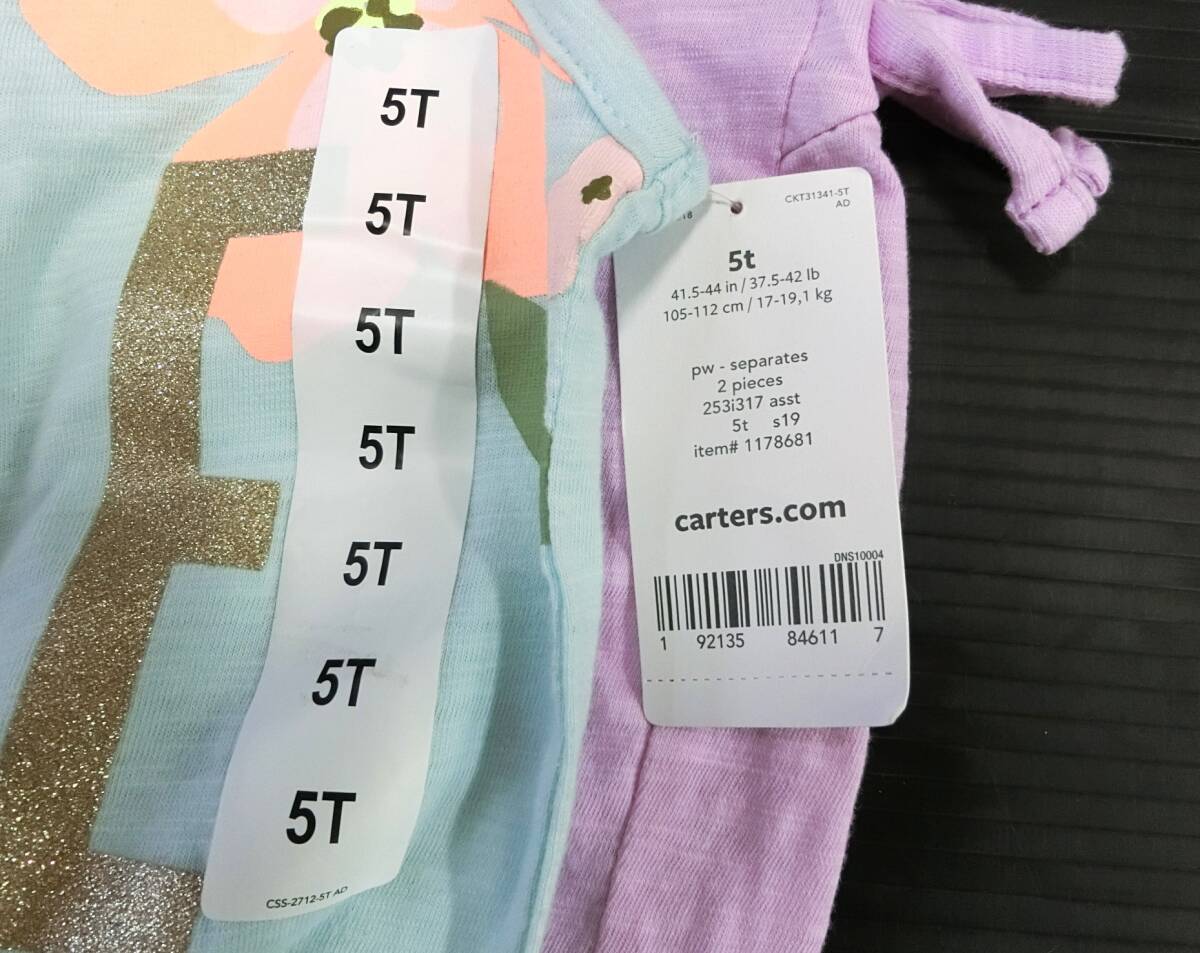 5T
5T
5T
5T
5T
5T
5T
CSS-2712-5T AD
CKT31341-5T
AD
18
5t
41.5-44 in / 37.5-42 lb
105-112 cm / 17-19,1 kg
pw - separates
2 pieces
253i317 asst
5t s19
item# 1178681
carters.com
DNS10004
1 92135 84611 7